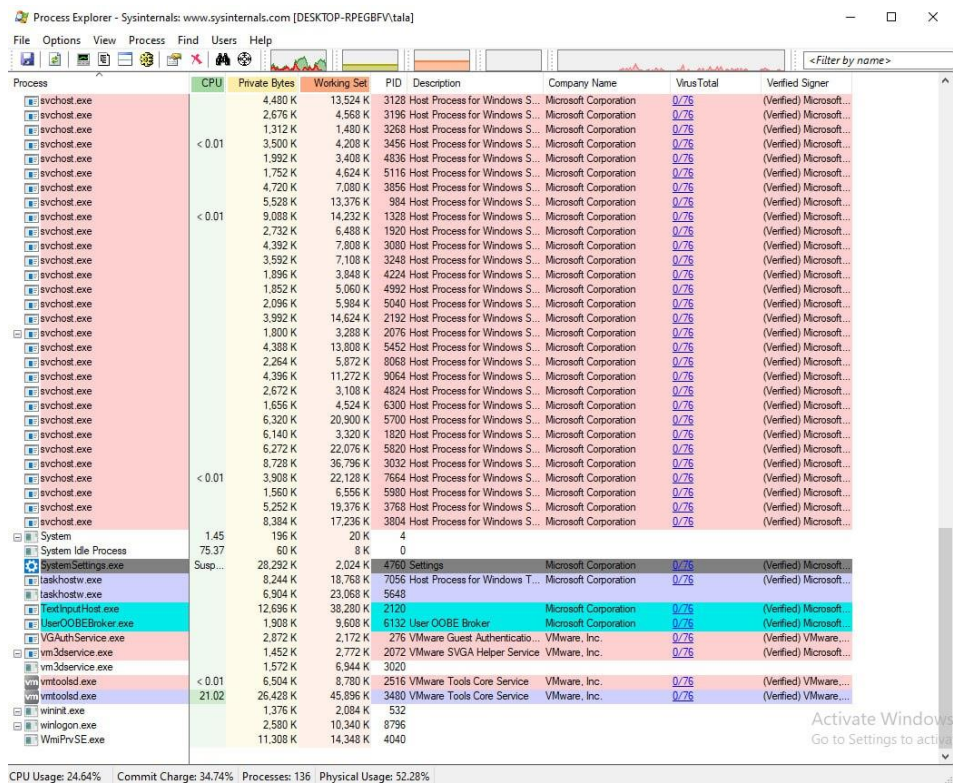 Process Explorer - Sysinternals: www.sysinternals.com [DESKTOP-RPEGBFV\tala]
File Options View Process Find Users Help
<Filter by name>
Process CPU Private Bytes Working Set PID Description Company Name VirusTotal Verified Signer
svchost.exe 4,480 K 13,524 K 3128 Host Process for Windows S... Microsoft Corporation 0/76 (Verified) Microsoft...
svchost.exe 2,676 K 4,568 K 3196 Host Process for Windows S... Microsoft Corporation 0/76 (Verified) Microsoft...
svchost.exe 1,312 K 1,480 K 3268 Host Process for Windows S... Microsoft Corporation 0/76 (Verified) Microsoft...
svchost.exe < 0.01 3,500 K 4,208 K 3456 Host Process for Windows S... Microsoft Corporation 0/76 (Verified) Microsoft...
svchost.exe 1,992 K 3,408 K 4836 Host Process for Windows S... Microsoft Corporation 0/76 (Verified) Microsoft...
svchost.exe 1,752 K 4,624 K 5116 Host Process for Windows S... Microsoft Corporation 0/76 (Verified) Microsoft...
svchost.exe 4,720 K 7,080 K 3856 Host Process for Windows S... Microsoft Corporation 0/76 (Verified) Microsoft...
svchost.exe 5,528 K 13,376 K 984 Host Process for Windows S... Microsoft Corporation 0/76 (Verified) Microsoft...
svchost.exe < 0.01 9,088 K 14,232 K 1328 Host Process for Windows S... Microsoft Corporation 0/76 (Verified) Microsoft...
svchost.exe 2,732 K 6,488 K 1920 Host Process for Windows S... Microsoft Corporation 0/76 (Verified) Microsoft...
svchost.exe 4,392 K 7,808 K 3080 Host Process for Windows S... Microsoft Corporation 0/76 (Verified) Microsoft...
svchost.exe 3,592 K 7,108 K 3248 Host Process for Windows S... Microsoft Corporation 0/76 (Verified) Microsoft...
svchost.exe 1,896 K 3,848 K 4224 Host Process for Windows S... Microsoft Corporation 0/76 (Verified) Microsoft...
svchost.exe 1,852 K 5,060 K 4992 Host Process for Windows S... Microsoft Corporation 0/76 (Verified) Microsoft...
svchost.exe 2,096 K 5,984 K 5040 Host Process for Windows S... Microsoft Corporation 0/76 (Verified) Microsoft...
svchost.exe 3,992 K 14,624 K 2192 Host Process for Windows S... Microsoft Corporation 0/76 (Verified) Microsoft...
svchost.exe 1,800 K 3,288 K 2076 Host Process for Windows S... Microsoft Corporation 0/76 (Verified) Microsoft...
svchost.exe 4,388 K 13,808 K 5452 Host Process for Windows S... Microsoft Corporation 0/76 (Verified) Microsoft...
svchost.exe 2,264 K 5,872 K 8068 Host Process for Windows S... Microsoft Corporation 0/76 (Verified) Microsoft...
svchost.exe 4,396 K 11,272 K 9064 Host Process for Windows S... Microsoft Corporation 0/76 (Verified) Microsoft...
svchost.exe 2,672 K 3,108 K 4824 Host Process for Windows S... Microsoft Corporation 0/76 (Verified) Microsoft...
svchost.exe 1,656 K 4,524 K 6300 Host Process for Windows S... Microsoft Corporation 0/76 (Verified) Microsoft...
svchost.exe 6,320 K 20,900 K 5700 Host Process for Windows S... Microsoft Corporation 0/76 (Verified) Microsoft...
svchost.exe 6,140 K 3,320 K 1820 Host Process for Windows S... Microsoft Corporation 0/76 (Verified) Microsoft...
svchost.exe 6,272 K 22,076 K 5820 Host Process for Windows S... Microsoft Corporation 0/76 (Verified) Microsoft...
svchost.exe 8,728 K 36,796 K 3032 Host Process for Windows S... Microsoft Corporation 0/76 (Verified) Microsoft...
svchost.exe < 0.01 3,908 K 22,128 K 7664 Host Process for Windows S... Microsoft Corporation 0/76 (Verified) Microsoft...
svchost.exe 1,560 K 6,556 K 5980 Host Process for Windows S... Microsoft Corporation 0/76 (Verified) Microsoft...
svchost.exe 5,252 K 19,376 K 3768 Host Process for Windows S... Microsoft Corporation 0/76 (Verified) Microsoft...
svchost.exe 8,384 K 17,236 K 3804 Host Process for Windows S... Microsoft Corporation 0/76 (Verified) Microsoft...
System 1.45 196 K 20 K 4
System Idle Process 75.37 60 K 8 K 0
SystemSettings.exe Susp... 28,292 K 2,024 K 4760 Settings Microsoft Corporation 0/76 (Verified) Microsoft...
taskhostw.exe 8,244 K 18,768 K 7056 Host Process for Windows T... Microsoft Corporation 0/76 (Verified) Microsoft...
taskhostw.exe 6,904 K 23,068 K 5648
TextInputHost.exe 12,696 K 38,280 K 2120 Microsoft Corporation 0/76 (Verified) Microsoft...
UserOOBEBroker.exe 1,908 K 9,608 K 6132 User OOBE Broker Microsoft Corporation 0/76 (Verified) Microsoft...
VGAuthService.exe 2,872 K 2,172 K 276 VMware Guest Authenticatio... VMware, Inc. 0/76 (Verified) VMware,...
vm3dservice.exe 1,452 K 2,772 K 2072 VMware SVGA Helper Service VMware, Inc. 0/76 (Verified) Microsoft...
vm3dservice.exe 1,572 K 6,944 K 3020
vmtoolsd.exe < 0.01 6,504 K 8,780 K 2516 VMware Tools Core Service VMware, Inc. 0/76 (Verified) VMware,...
vmtoolsd.exe 21.02 26,428 K 45,896 K 3480 VMware Tools Core Service VMware, Inc. 0/76 (Verified) VMware,...
wininit.exe 1,376 K 2,084 K 532
winlogon.exe 2,580 K 10,340 K 8796
WmiPrvSE.exe 11,308 K 14,348 K 4040
Activate Windows
Go to Settings to activa
CPU Usage: 24.64% Commit Charge: 34.74% Processes: 136 Physical Usage: 52.28%